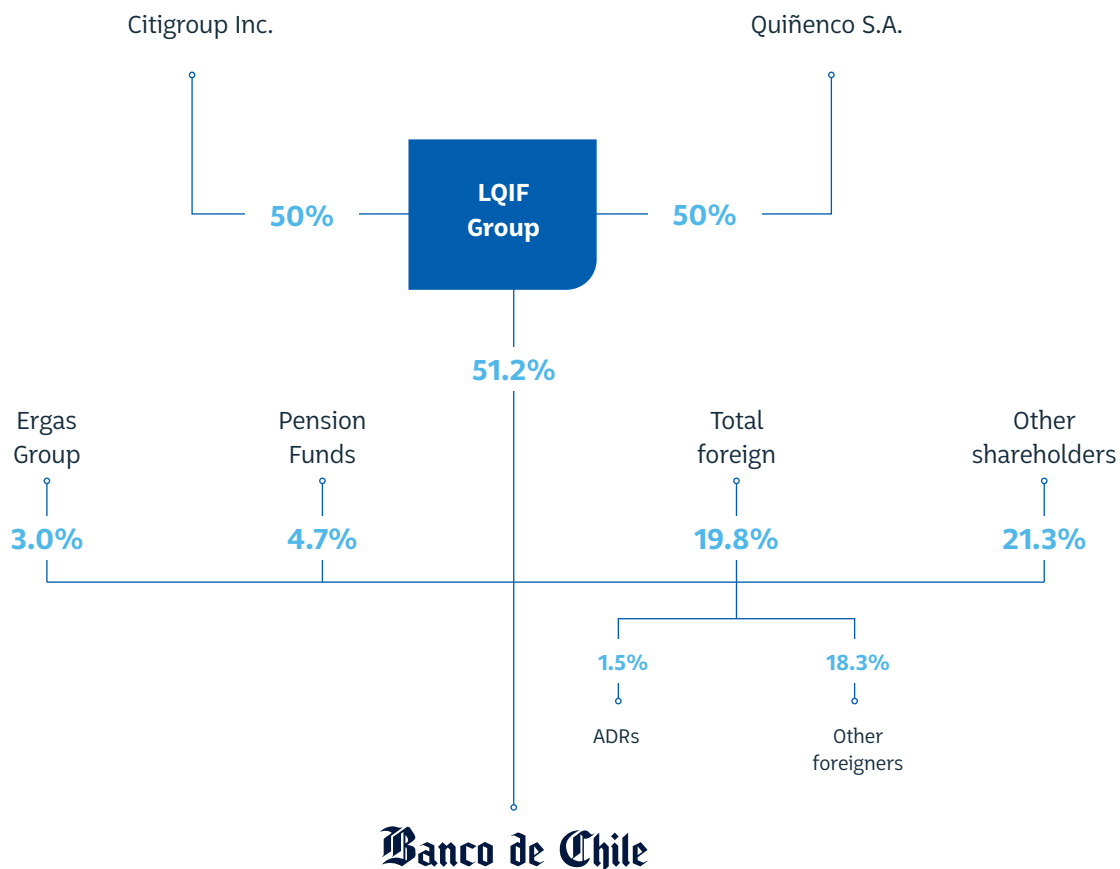 Citigroup Inc.
Quiñenco S.A.
LQIF
Group
50%
50%
51.2%
Ergas
Group
Pension
Funds
Total
foreign
Other
shareholders
3.0%
4.7%
19.8%
21.3%
1.5%
18.3%
ADRs
Other
foreigners
Banco de Chile